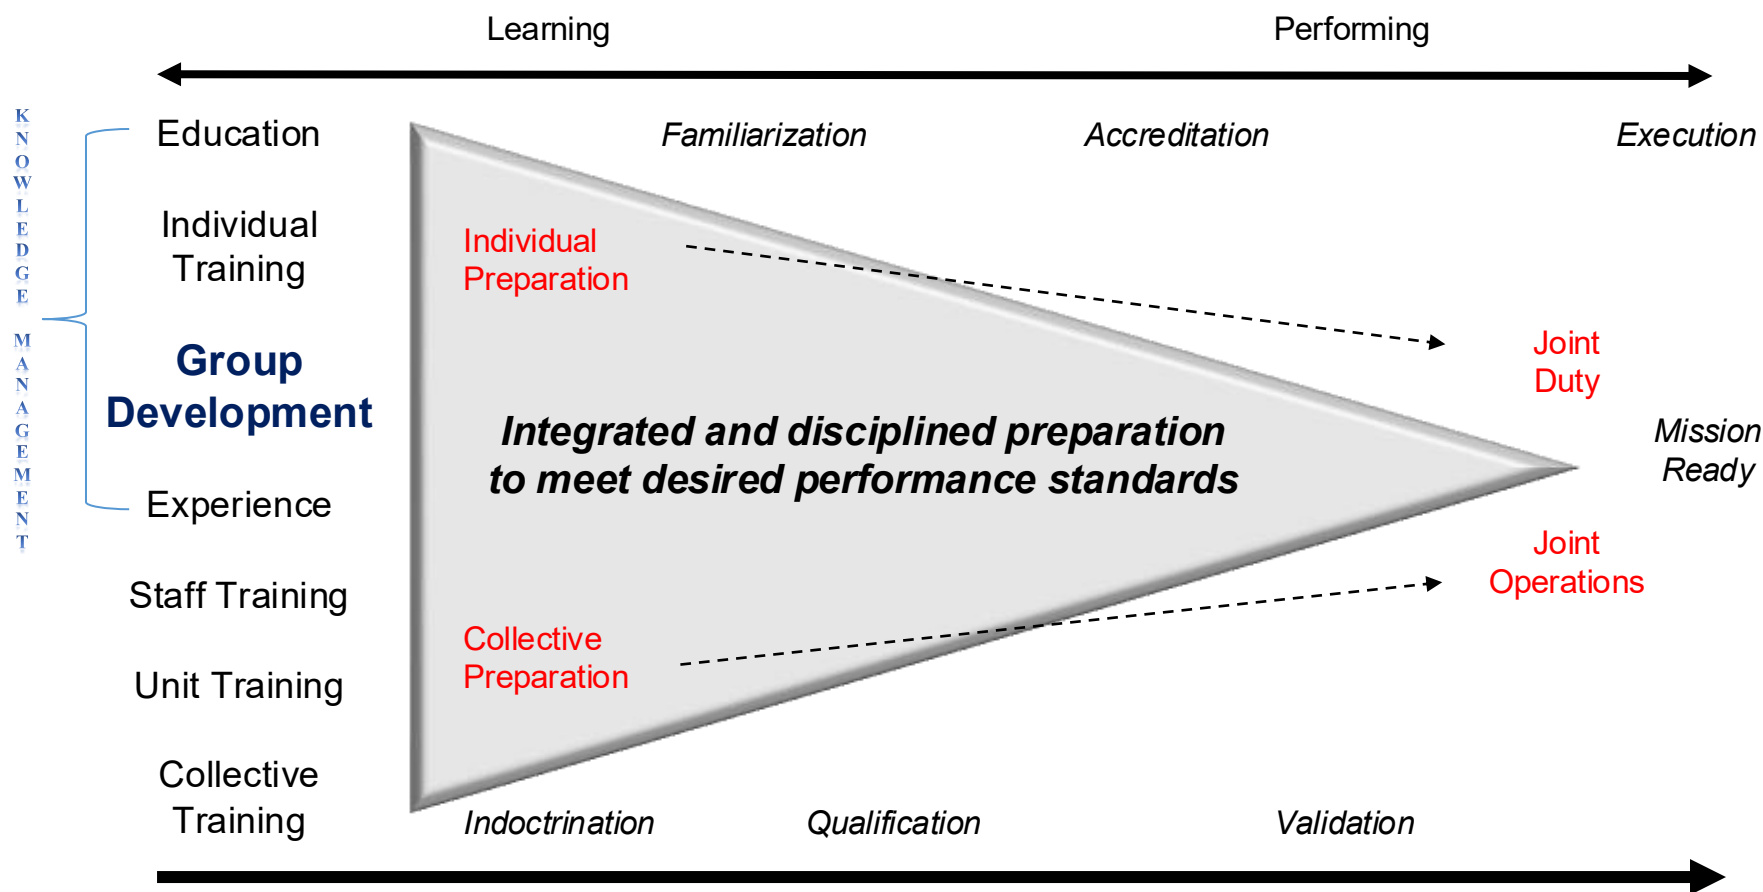 Learning
Performing
KNOWLEDGE MANAGEMENT
Education
Familiarization
Accreditation
Execution
Individual
Training
Individual
Preparation
Group
Development
Joint
Duty
Integrated and disciplined preparation
to meet desired performance standards
Mission
Ready
Experience
Joint
Operations
Staff Training
Collective
Preparation
Unit Training
Collective
Training
Indoctrination
Qualification
Validation